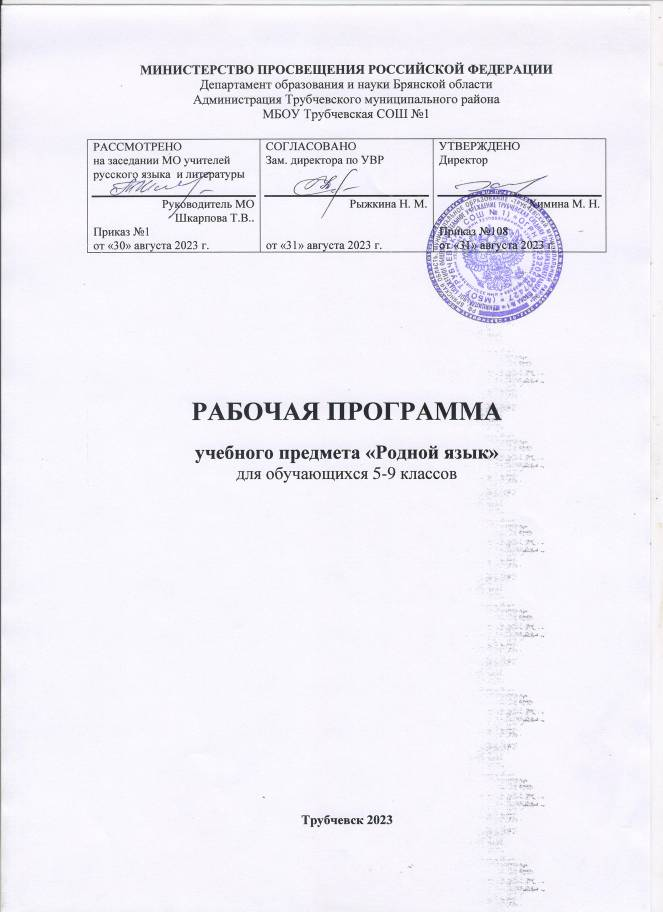 МИНИСТЕРСТВО ПРОСВЕЩЕНИЯ РОССИЙСКОЙ ФЕДЕРАЦИИ
Департамент образования и науки Брянской области
Администрация Трубчевского муниципального района
МБОУ Трубчевская СОШ №1
РАССМОТРЕНО
на заседании МО учителей
русского языка и литературы
Руководитель МО
Шкарпова Т.В..
Приказ №1
от «30» августа 2023 г.
СОГЛАСОВАНО
Зам. директора по УВР
Рыжкина Н. М.
от «31» августа 2023 г.
УТВЕРЖДЕНО
Директор
Химина М. Н.
Приказ №108
от «31» августа 2023 г.
РАБОЧАЯ ПРОГРАММА
учебного предмета «Родной язык»
для обучающихся 5-9 классов
Трубчевск 2023